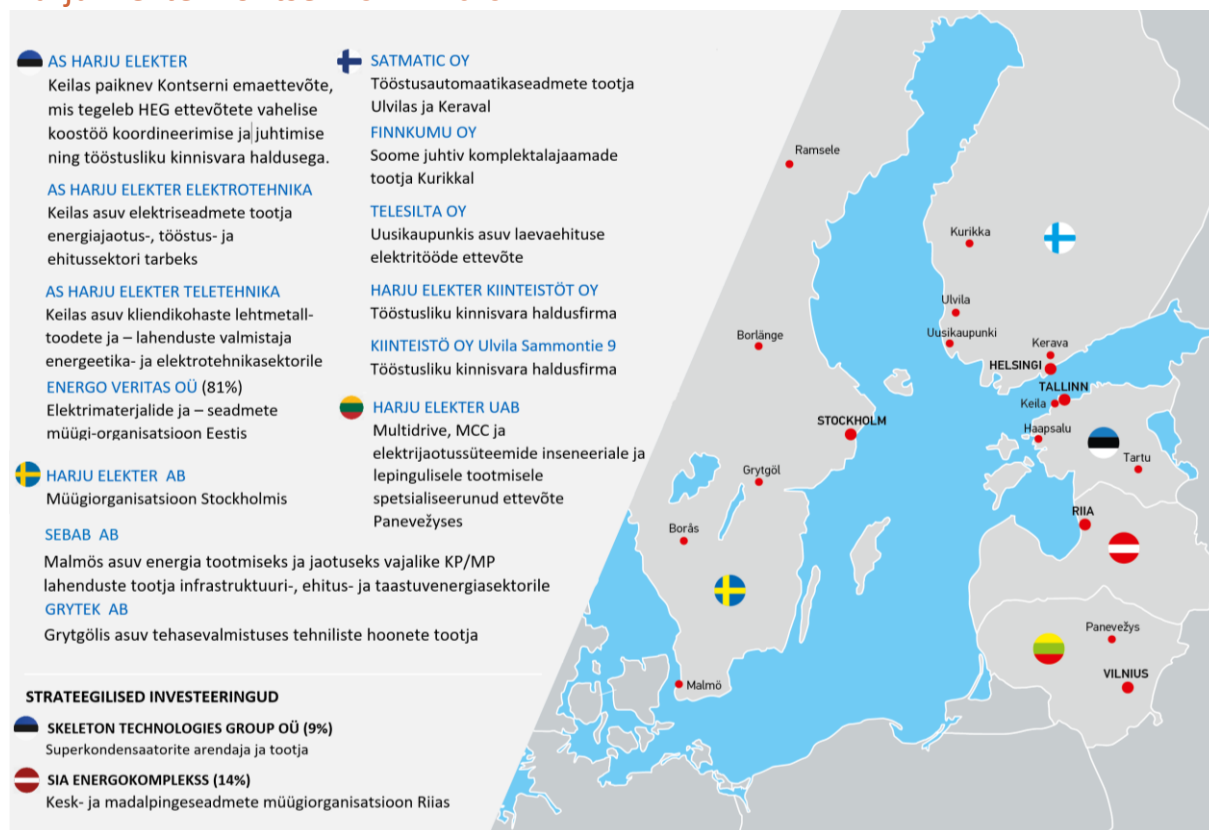 AS HARJU ELEKTER
Keilas paiknev Kontserni emaettevõte,
mis tegeleb HEG ettevõtete vahelise
koostöö koordineerimise ja juhtimise
ning tööstusliku kinnisvara haldusega.
AS HARJU ELEKTER ELEKTROTEHNIKA
Keilas asuv elektriseadmete tootja
energiajaotus-, tööstus- ja
ehitussektori tarbeks
AS HARJU ELEKTER TELETEHNIKA
Keilas asuv kliendikohaste lehtmetall-
toodete ja – lahenduste valmistaja
energeetika- ja elektrotehnikasektorile
ENERGO VERITAS OÜ (81%)
Elektrimaterjalide ja – seadmete
müügi-organisatsioon Eestis
HARJU ELEKTER AB
Müügiorganisatsioon Stockholmis
SEBAB AB
Malmös asuv energia tootmiseks ja jaotuseks vajalike KP/MP
lahenduste tootja infrastruktuuri-, ehitus- ja taastuvenergiasektorile
GRYTEK AB
Grytgölis asuv tehasevalmistuses tehniliste hoonete tootja
SATMATIC OY
Tööstusautomaatikaseadmete tootja
Ulvilas ja Keraval
FINNKUMU OY
Soome juhtiv komplektalajaamade
tootja Kurikkal
TELESILTA OY
Uusikaupunkis asuv laevaehituse
elektritööde ettevõte
HARJU ELEKTER KIINTEISTÖT OY
Tööstusliku kinnisvara haldusfirma
KIINTEISTÖ OY Ulvila Sammontie 9
Tööstusliku kinnisvara haldusfirma
HARJU ELEKTER UAB
Multidrive, MCC ja
elektrijaotussüteemide inseneeriale ja
lepingulisele tootmisele
spetsialiseerunud ettevõte
Panevežyses
STRATEEGILISED INVESTEERINGUD
SKELETON TECHNOLOGIES GROUP OÜ (9%)
Superkondensaatorite arendaja ja tootja
SIA ENERGOKOMPLEKSS (14%)
Kesk- ja madalpingeseadmete müügiorganisatsioon Riias
Ramsele
Kurikka
Ulvila
Uusikaupunki
Borlänge
Kerava
HELSINGI
TALLINN
Keila
Haapsalu
STOCKHOLM
Tartu
Grytgöl
RIIA
Borås
Panevežys
VILNIUS
Malmö